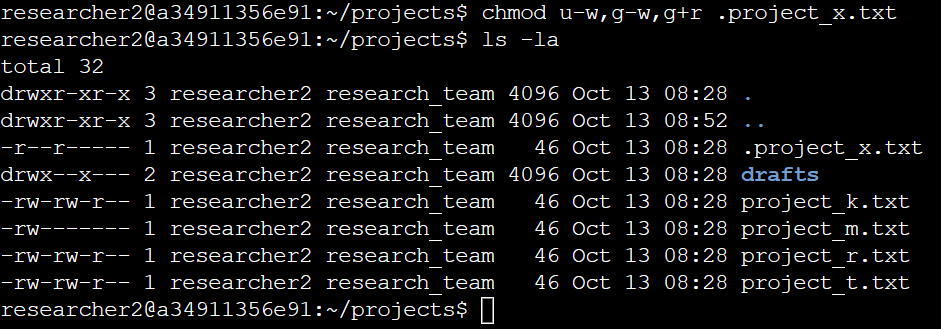 researcher2@a34911356e91:~/projects$ chmod u-w,g-w,g+r .project_x.txt
researcher2@a34911356e91:~/projects$ ls -la
total 32
drwxr-xr-x 3 researcher2 research_team 4096 Oct 13 08:28 .
drwxr-xr-x 3 researcher2 research_team 4096 Oct 13 08:52 ..
-r--r----- 1 researcher2 research_team   46 Oct 13 08:28 .project_x.txt
drwx--x--- 2 researcher2 research_team 4096 Oct 13 08:28 drafts
-rw-rw-r-- 1 researcher2 research_team   46 Oct 13 08:28 project_k.txt
-rw------- 1 researcher2 research_team   46 Oct 13 08:28 project_m.txt
-rw-rw-r-- 1 researcher2 research_team   46 Oct 13 08:28 project_r.txt
-rw-rw-r-- 1 researcher2 research_team   46 Oct 13 08:28 project_t.txt
researcher2@a34911356e91:~/projects$